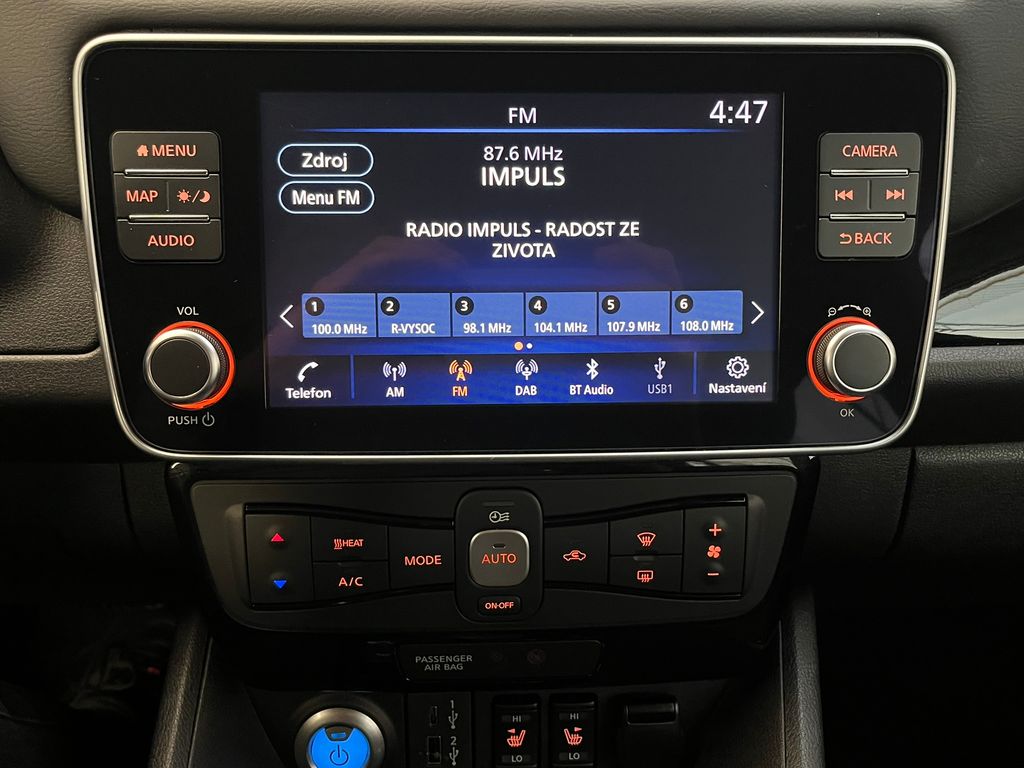 FM
4:47
MENU
MAP
AUDIO
VOL
PUSH
Zdroj
Menu FM
87.6 MHz
IMPULS
RADIO IMPULS - RADOST ZE
ZIVOTA
1
100.0 MHz
2
R-VYSOC
3
98.1 MHz
4
104.1 MHz
5
107.9 MHz
6
108.0 MHz
Telefon
AM
FM
DAB
BT Audio
USB1
Nastavení
CAMERA
BACK
OK
HEAT
A/C
MODE
AUTO
ON·OFF
+
−
PASSENGER
AIR BAG
1
2
HI
LO
HI
LO